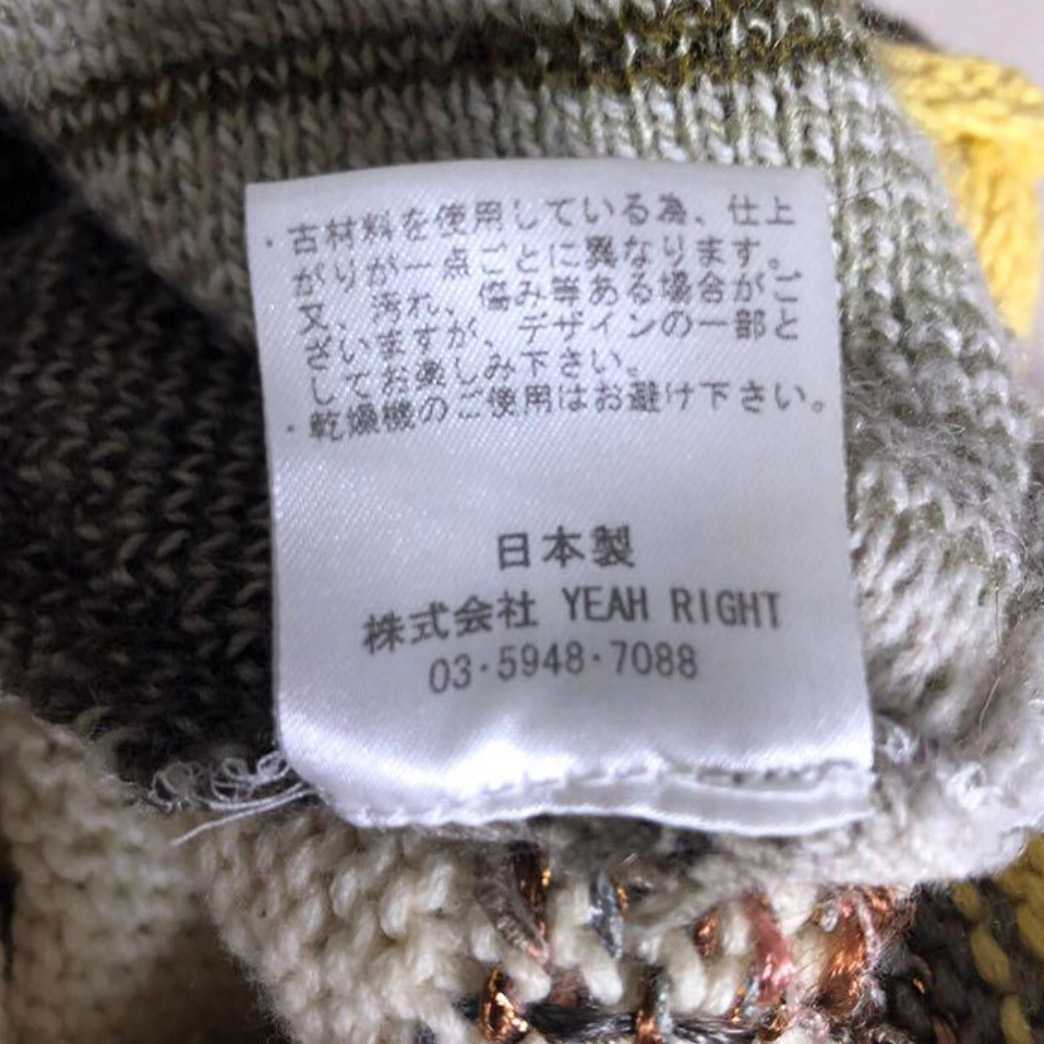 ・古材料を使用している為、仕上
がりが一点ごとに異なります。
又、汚れ、傷み等ある場合がご
ざいますが、デザインの一部と
してお楽しみ下さい。
・乾燥機のご使用はお避け下さい。
日本製
株式会社 YEAH RIGHT
03・5948・7088